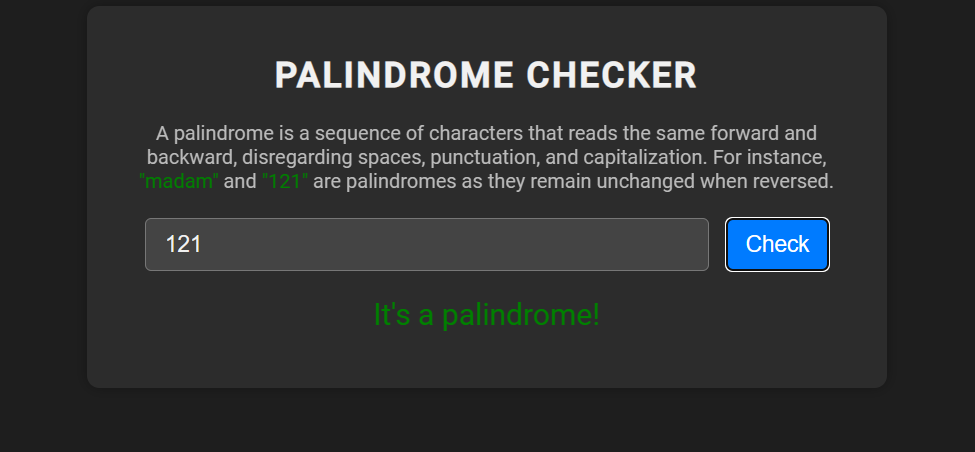 PALINDROME CHECKER
A palindrome is a sequence of characters that reads the same forward and
backward, disregarding spaces, punctuation, and capitalization. For instance,
"madam" and "121" are palindromes as they remain unchanged when reversed.
121
Check
It's a palindrome!